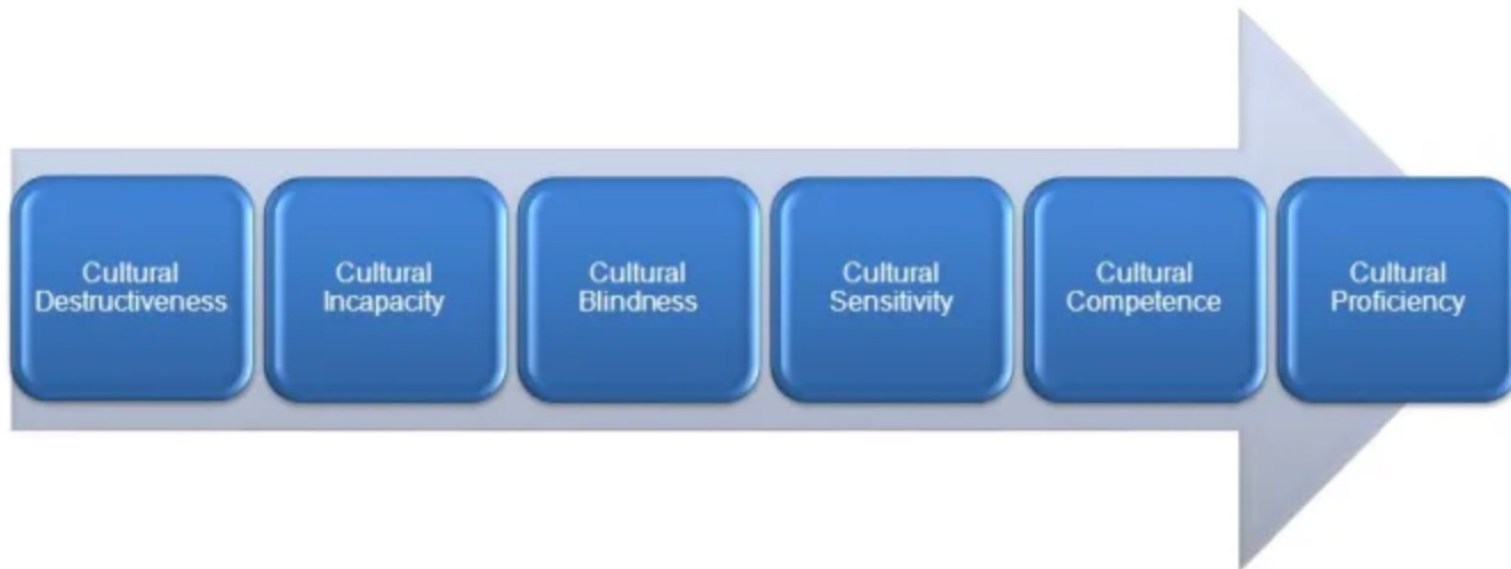 Cultural
Destructiveness
Cultural
Incapacity
Cultural
Blindness
Cultural
Sensitivity
Cultural
Competence
Cultural
Proficiency